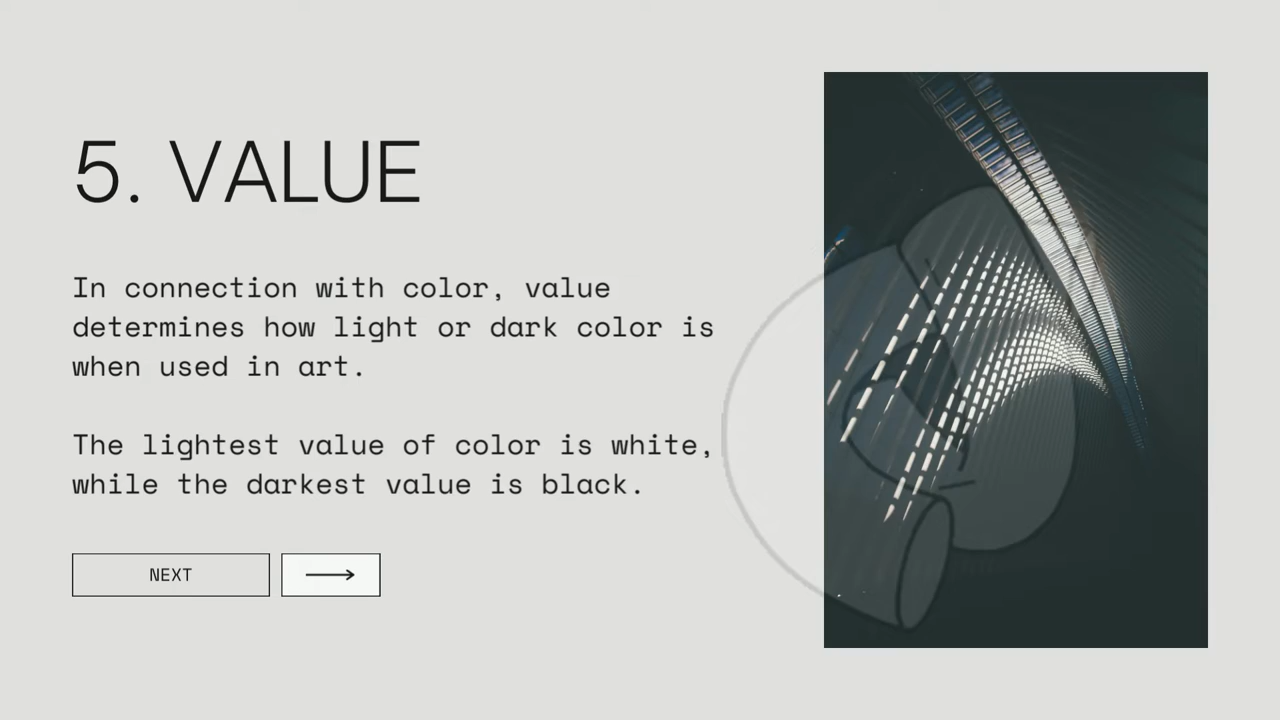 5. VALUE
In connection with color, value
determines how light or dark color is
when used in art.
The lightest value of color is white,
while the darkest value is black.
NEXT